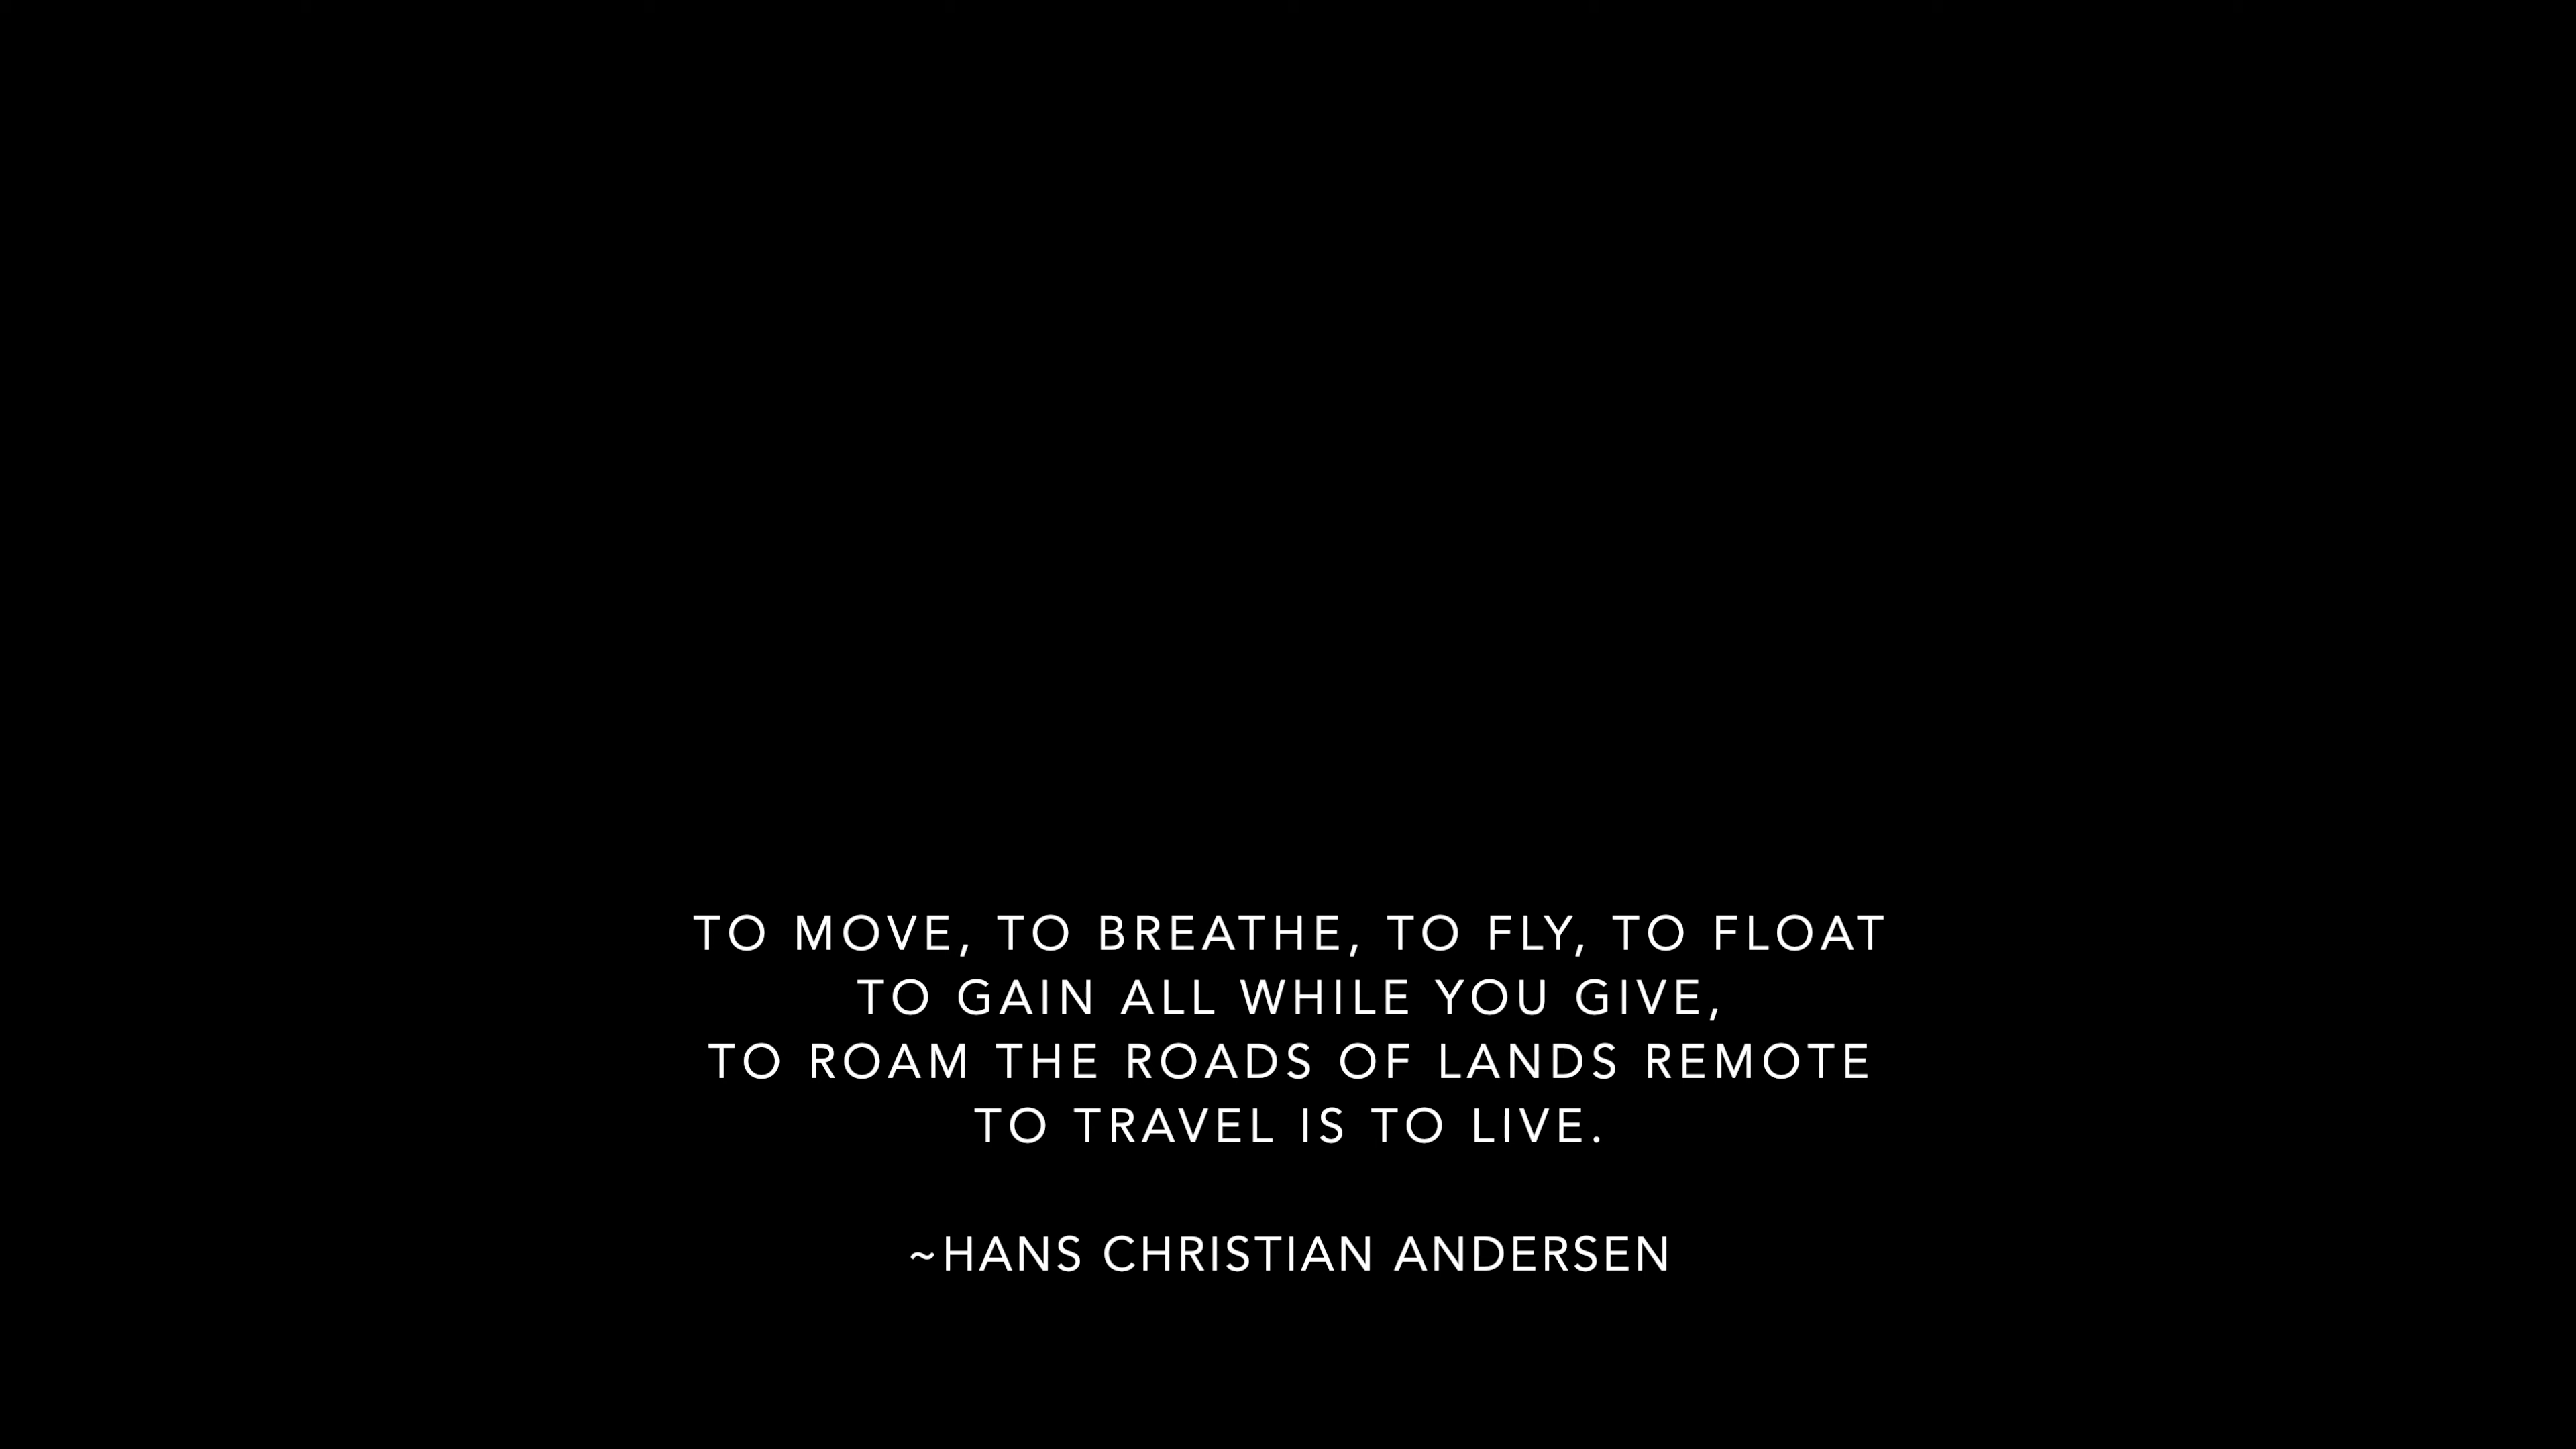 TO MOVE, TO BREATHE, TO FLY, TO FLOAT
TO GAIN ALL WHILE YOU GIVE,
TO ROAM THE ROADS OF LANDS REMOTE
TO TRAVEL IS TO LIVE.
~HANS CHRISTIAN ANDERSEN